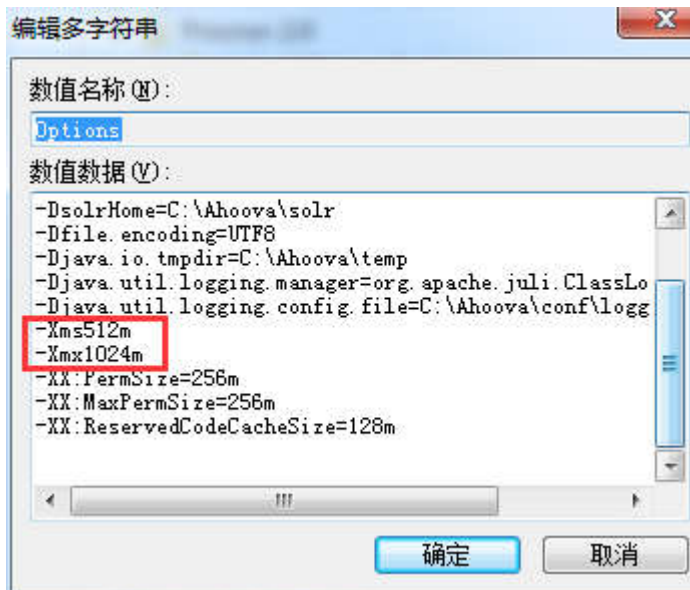 编辑多字符串
数值名称(N):
Options
数值数据(V):
-DsolrHome=C:\Ahoova\solr
-Dfile.encoding=UTF8
-Djava.io.tmpdir=C:\Ahoova\temp
-Djava.util.logging.manager=org.apache.juli.ClassLo
-Djava.util.logging.config.file=C:\Ahoova\conf\logg
-Xms512m
-Xmx1024m
-XX:PermSize=256m
-XX:MaxPermSize=256m
-XX:ReservedCodeCacheSize=128m
确定
取消